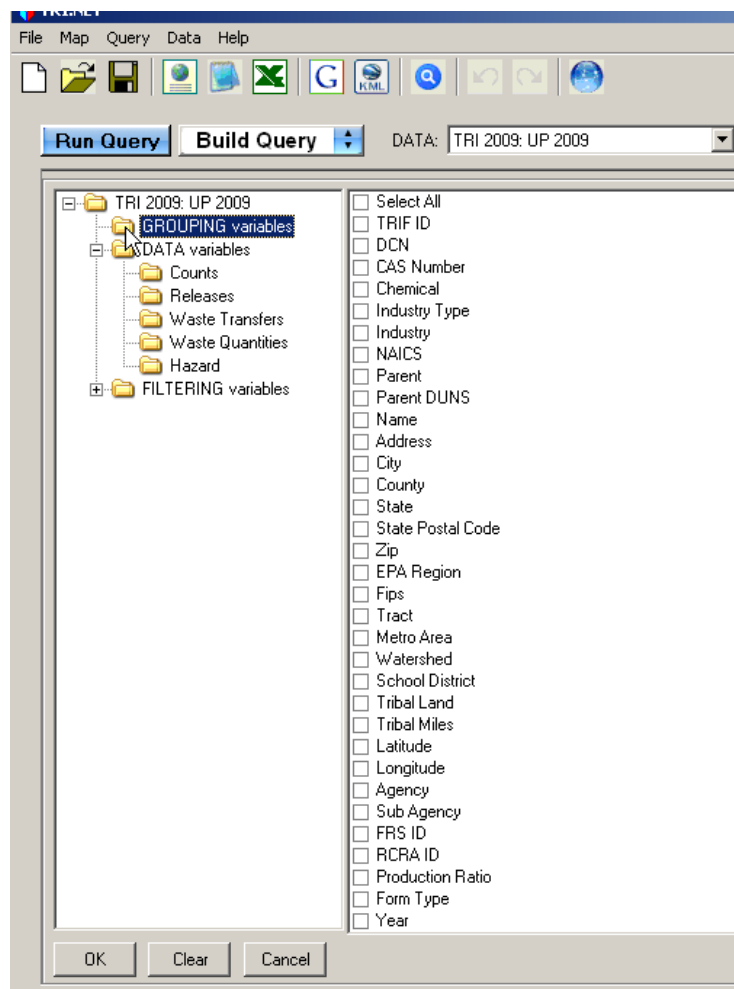 TRI.NET
File Map Query Data Help
G KML
Run Query Build Query DATA: TRI 2009: UP 2009
TRI 2009: UP 2009
GROUPING variables
DATA variables
Counts
Releases
Waste Transfers
Waste Quantities
Hazard
FILTERING variables
Select All
TRIF ID
DCN
CAS Number
Chemical
Industry Type
Industry
NAICS
Parent
Parent DUNS
Name
Address
City
County
State
State Postal Code
Zip
EPA Region
Fips
Tract
Metro Area
Watershed
School District
Tribal Land
Tribal Miles
Latitude
Longitude
Agency
Sub Agency
FRS ID
RCRA ID
Production Ratio
Form Type
Year
OK Clear Cancel